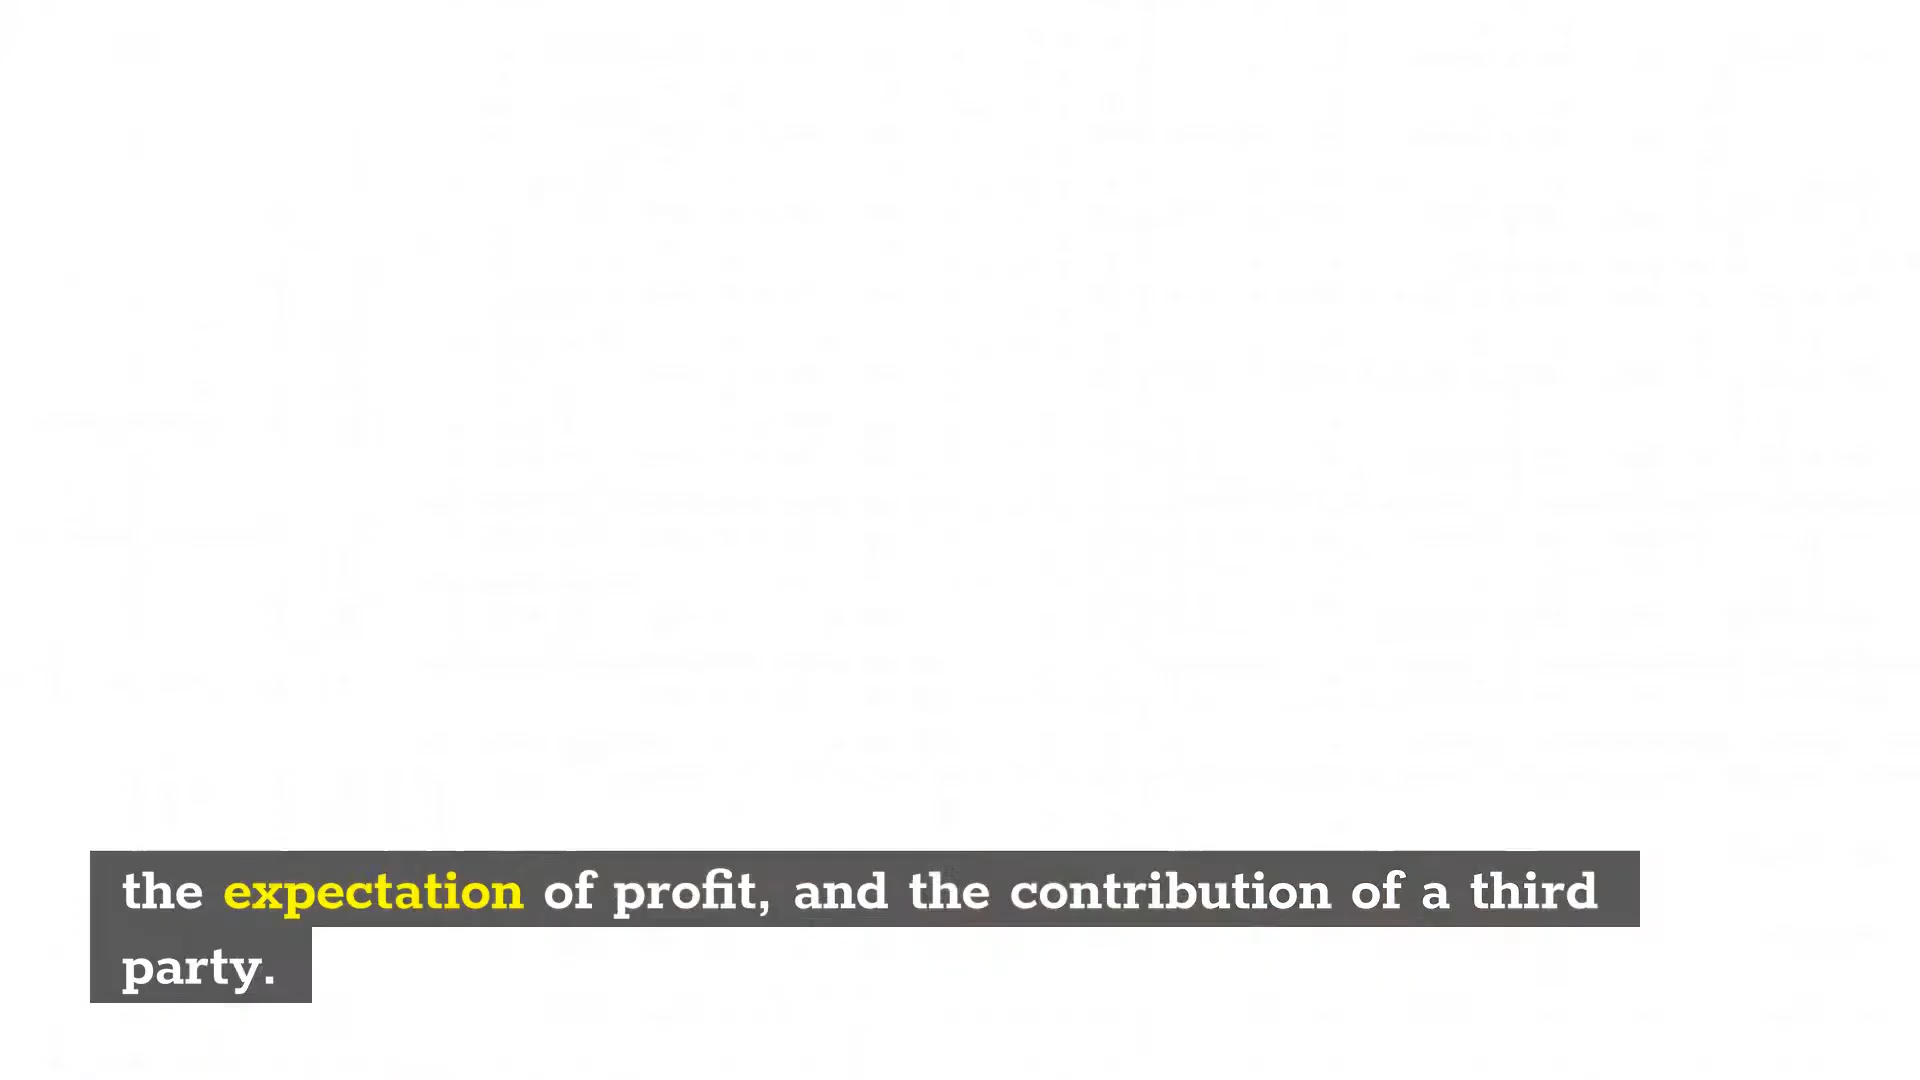 the expectation of profit, and the contribution of a third
party.